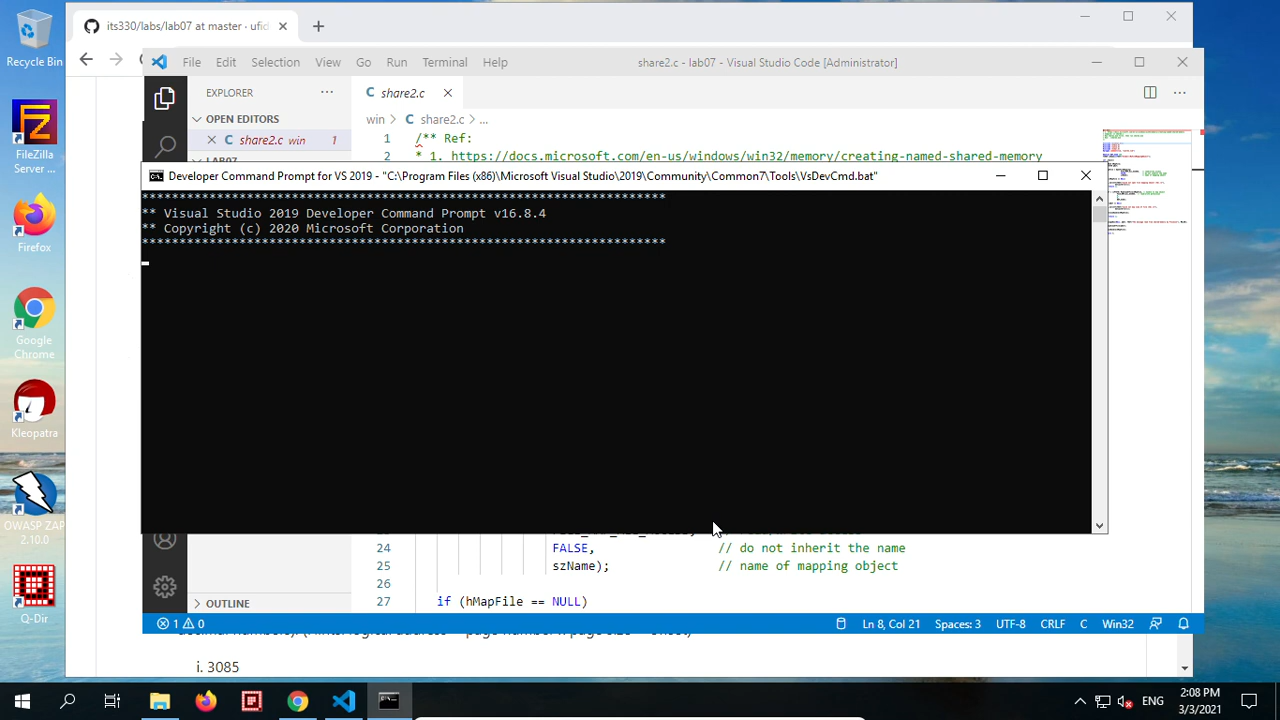 Recycle Bin
FileZilla
Server ...
Firefox
Google
Chrome
Kleopatra
OWASP ZAP
2.10.0
Q-Dir
its330/labs/lab07 at master · ufid
File Edit Selection View Go Run Terminal Help
share2.c - lab07 - Visual Studio Code [Administrator]
EXPLORER
OPEN EDITORS
share2.c win 1
LAB07
C share2.c
win > C share2.c > ...
1 /** Ref:
2 * i. https://docs.microsoft.com/en-us/windows/win32/memory/creating-named-shared-memory
Developer Command Prompt for VS 2019 - "C:\Program Files (x86)\Microsoft Visual Studio\2019\Community\Common7\Tools\VsDevCmd.bat"
**********************************************************************
** Visual Studio 2019 Developer Command Prompt v16.8.4
** Copyright (c) 2020 Microsoft Corporation
**********************************************************************
24 FALSE, // do not inherit the name
25 szName); // name of mapping object
26
27 if (hMapFile == NULL)
OUTLINE
1 0 Ln 8, Col 21 Spaces: 3 UTF-8 CRLF C Win32
i. 3085
ENG
2:08 PM
3/3/2021